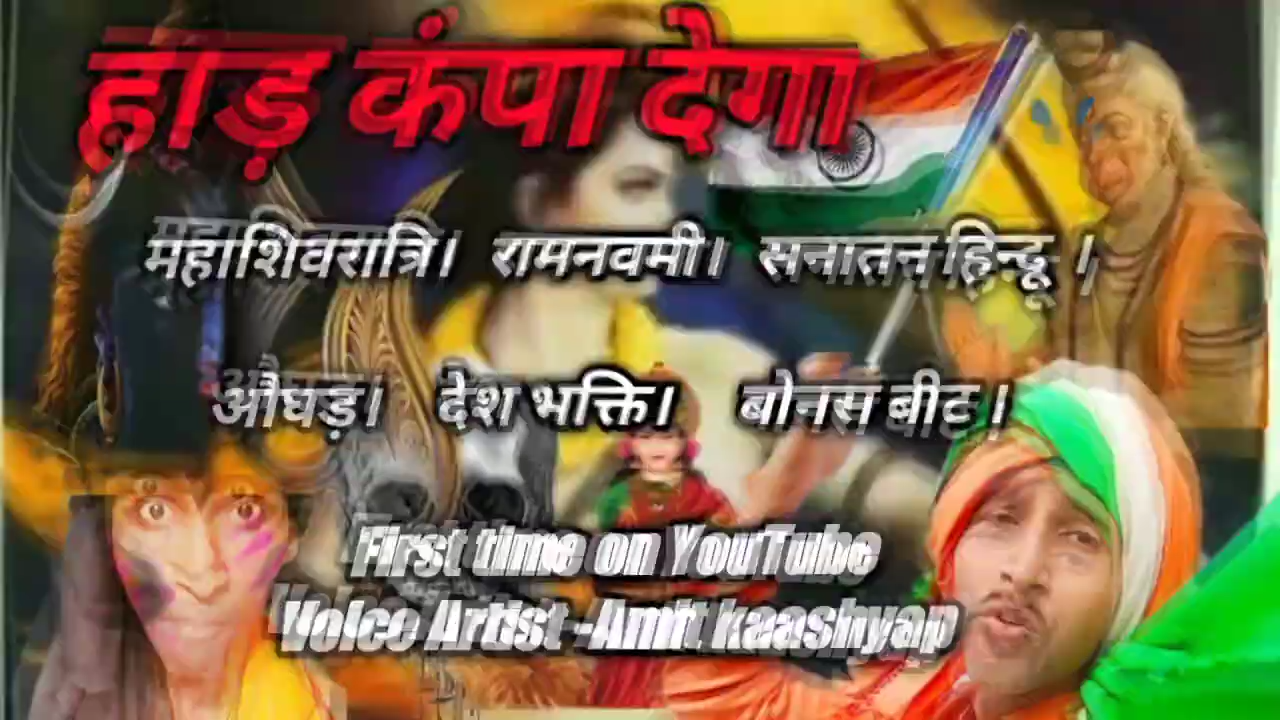 हाड़ कंपा देगा
महाशिवरात्रि। रामनवमी। सनातन हिन्दू ।
औघड़। देश भक्ति। बोनस बीट ।
First time on YouTube
Voice Artist -Amit kaashyap